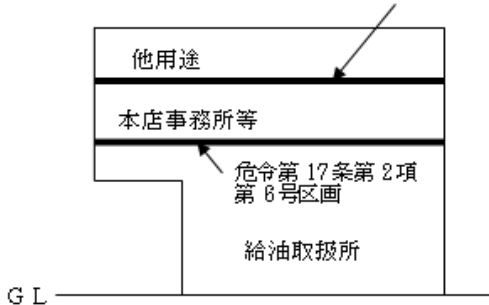 他用途
本店事務所等
危令第17条第2項
第6号区画
給油取扱所
GL